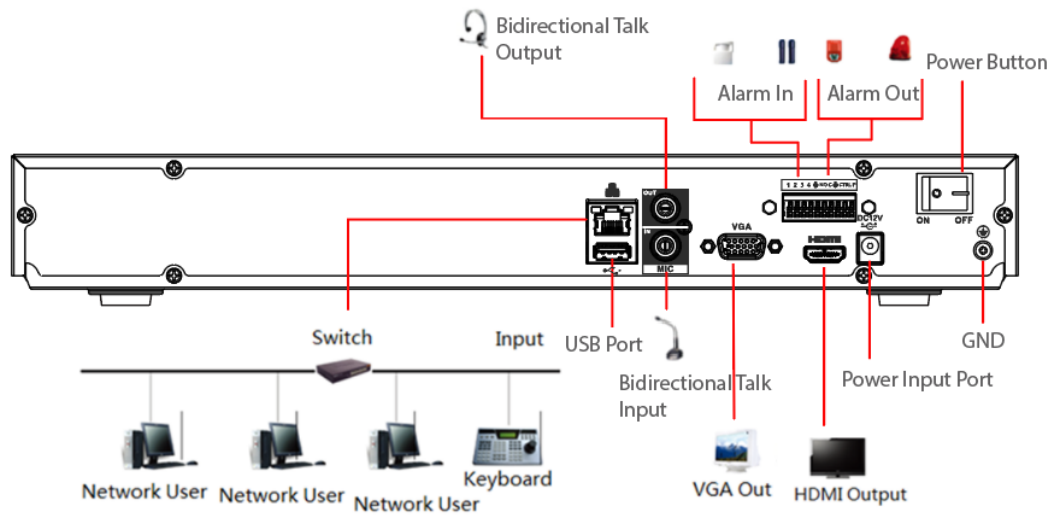 Bidirectional Talk
Output
Alarm In
Alarm Out
Power Button
OUT
IN
MIC
VGA
1 2 3 4
HDMI
DC12V
ON OFF
Switch
Input
USB Port
Bidirectional Talk
Input
GND
Power Input Port
Network User
Network User
Network User
Keyboard
VGA Out
HDMI Output